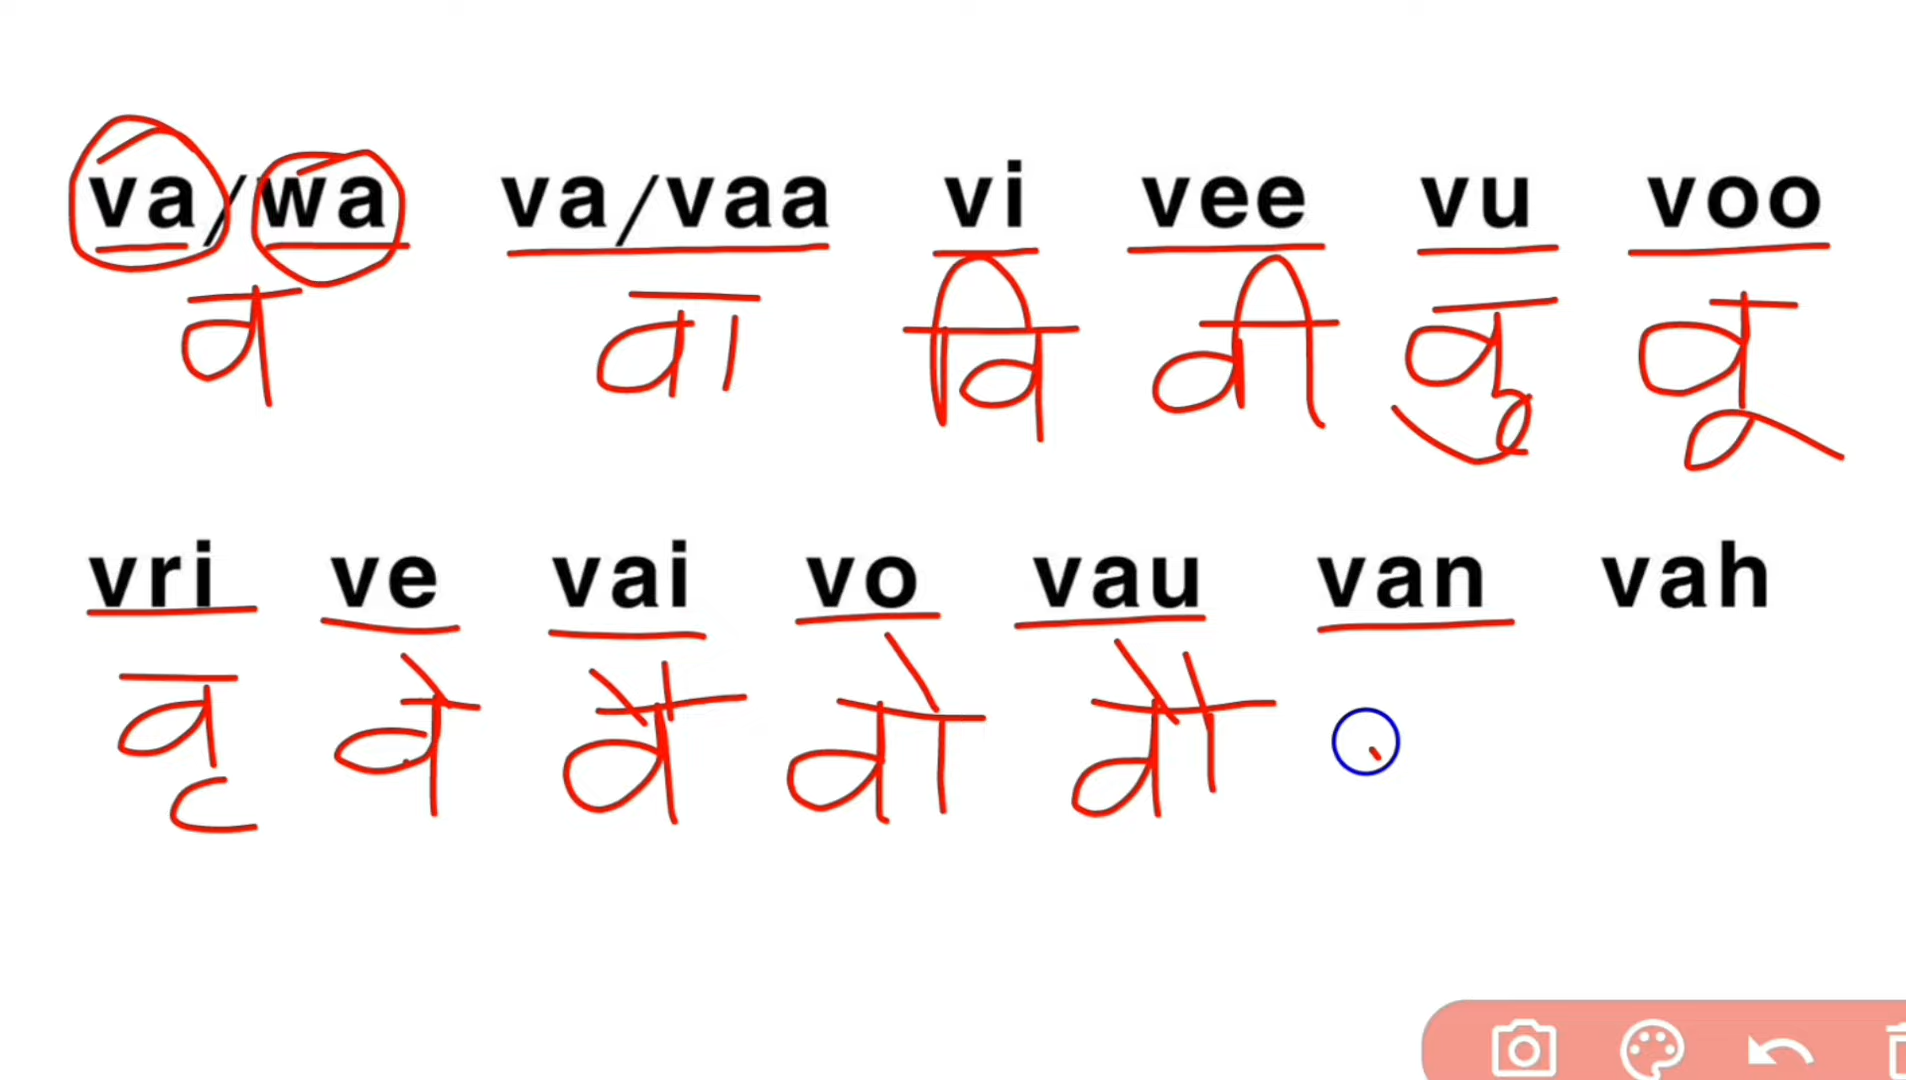 va/wa va/vaa vi vee vu voo
व वा वि वी वु वू
vri ve vai vo vau van vah
वृ वे वै वो वौ